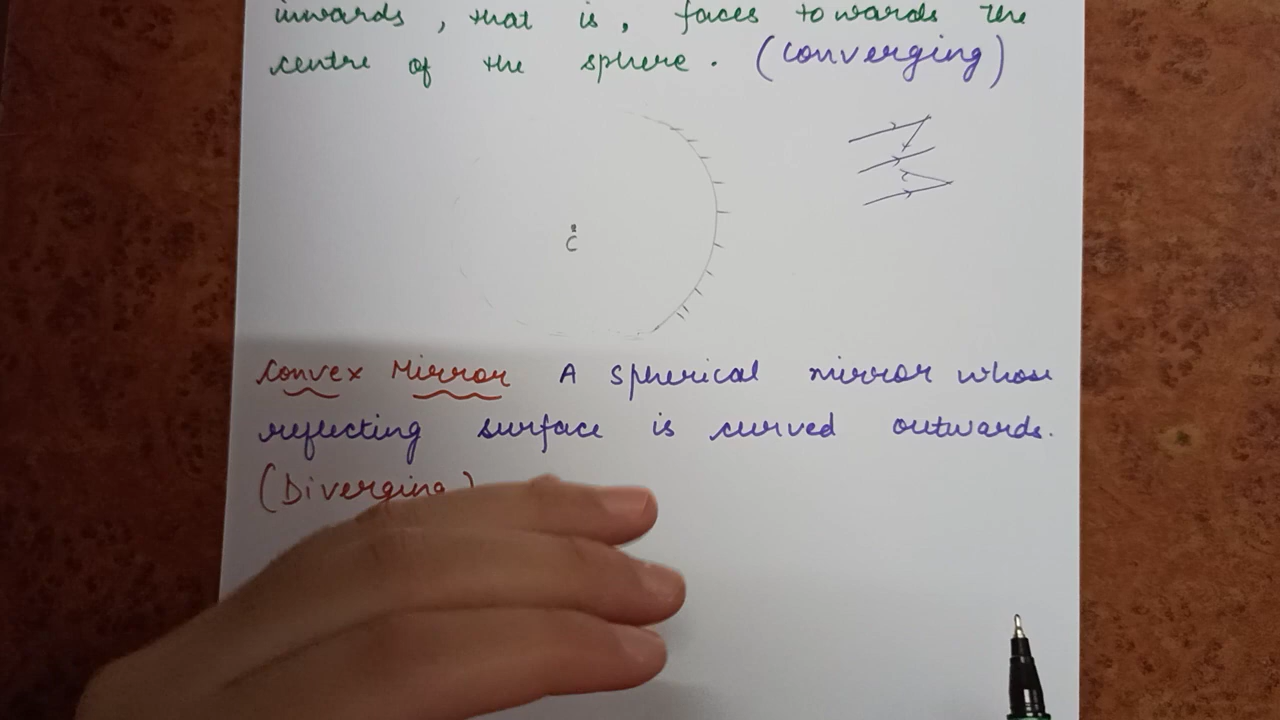 inwards, that is, faces towards the
centre of the sphere. (converging)
C
Convex Mirror A spherical mirror whose
reflecting surface is curved outwards.
(Diverging)